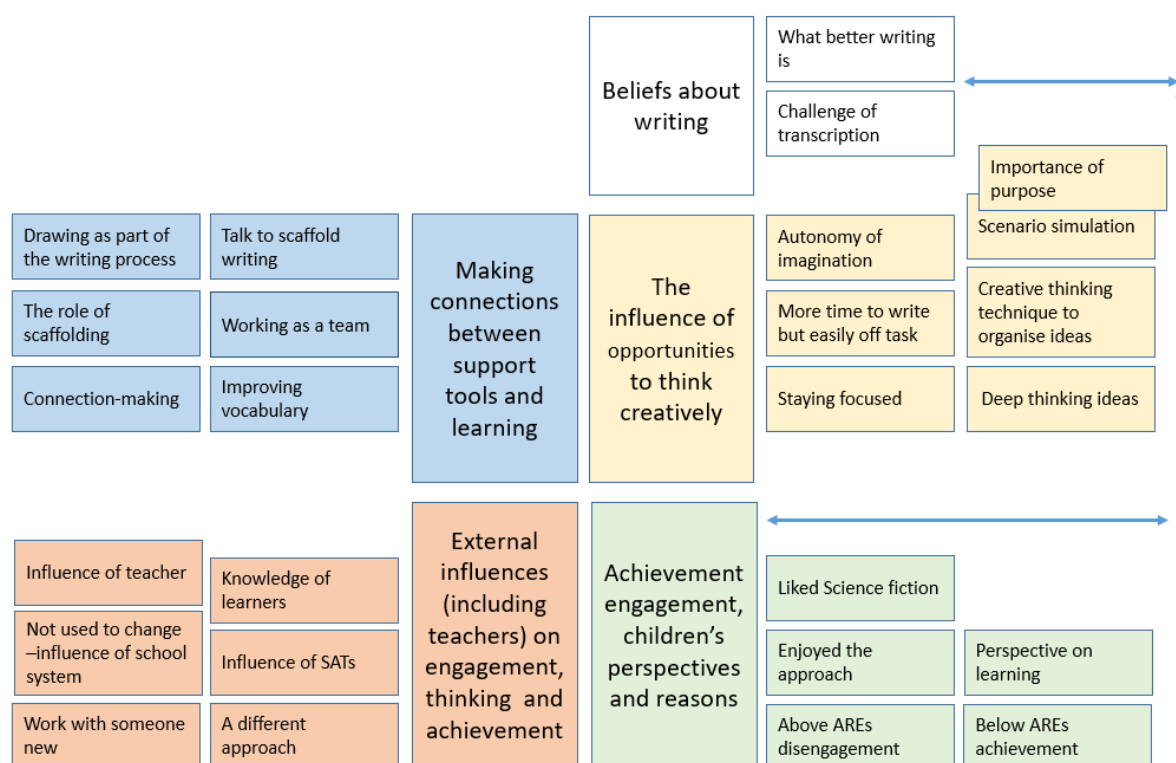 Beliefs about
writing
What better writing
is
Challenge of
transcription
Drawing as part of
the writing process
Talk to scaffold
writing
The role of
scaffolding
Working as a team
Connection-making
Improving
vocabulary
Making
connections
between
support
tools and
learning
The
influence of
opportunities
to think
creatively
Autonomy of
imagination
More time to write
but easily off task
Staying focused
Importance of
purpose
Scenario simulation
Creative thinking
technique to
organise ideas
Deep thinking ideas
Influence of teacher
Knowledge of
learners
Not used to change
–influence of school
system
Influence of SATs
Work with someone
new
A different
approach
External
influences
(including
teachers) on
engagement,
thinking and
achievement
Achievement
engagement,
children’s
perspectives
and reasons
Liked Science fiction
Enjoyed the
approach
Perspective on
learning
Above AREs
disengagement
Below AREs
achievement